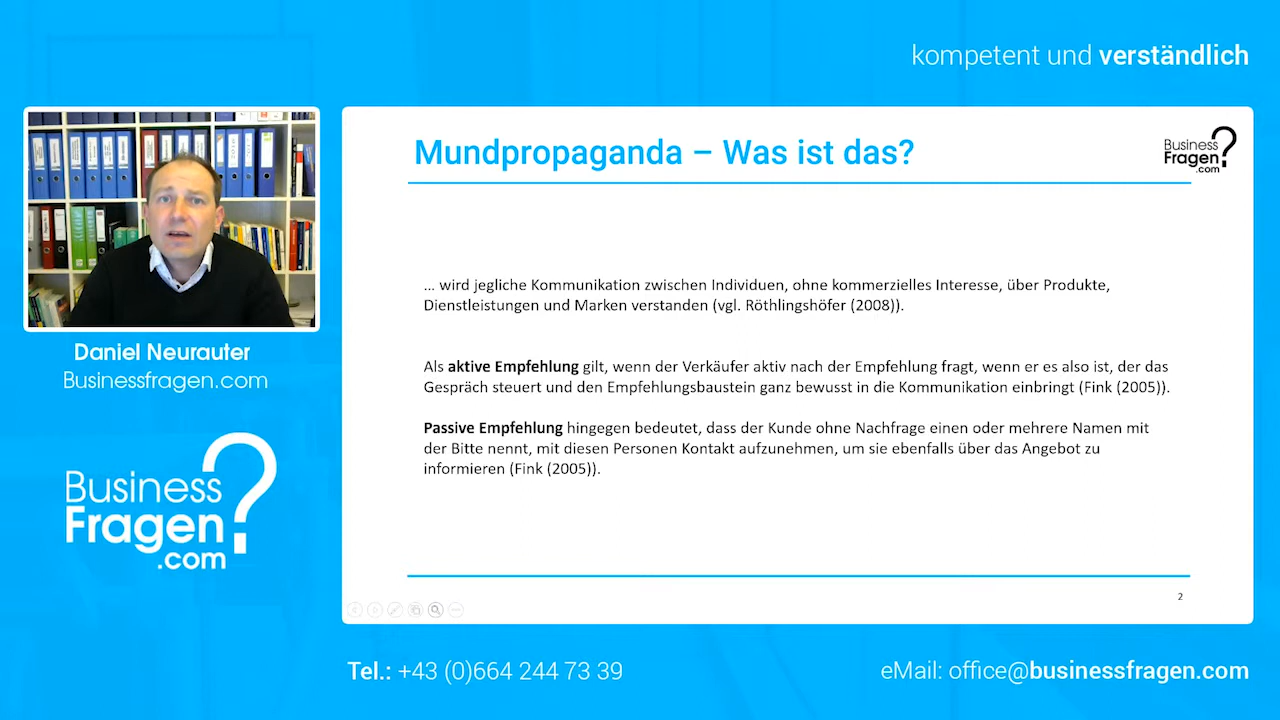 kompetent und verständlich
Daniel Neurauter
Businessfragen.com
Business
Fragen
.com
Mundpropaganda – Was ist das?
Business
Fragen
.com
... wird jegliche Kommunikation zwischen Individuen, ohne kommerzielles Interesse, über Produkte,
Dienstleistungen und Marken verstanden (vgl. Röthlingshöfer (2008)).
Als aktive Empfehlung gilt, wenn der Verkäufer aktiv nach der Empfehlung fragt, wenn er es also ist, der das
Gespräch steuert und den Empfehlungsbaustein ganz bewusst in die Kommunikation einbringt (Fink (2005)).
Passive Empfehlung hingegen bedeutet, dass der Kunde ohne Nachfrage einen oder mehrere Namen mit
der Bitte nennt, mit diesen Personen Kontakt aufzunehmen, um sie ebenfalls über das Angebot zu
informieren (Fink (2005)).
2
Tel.: +43 (0)664 244 73 39
eMail: office@businessfragen.com